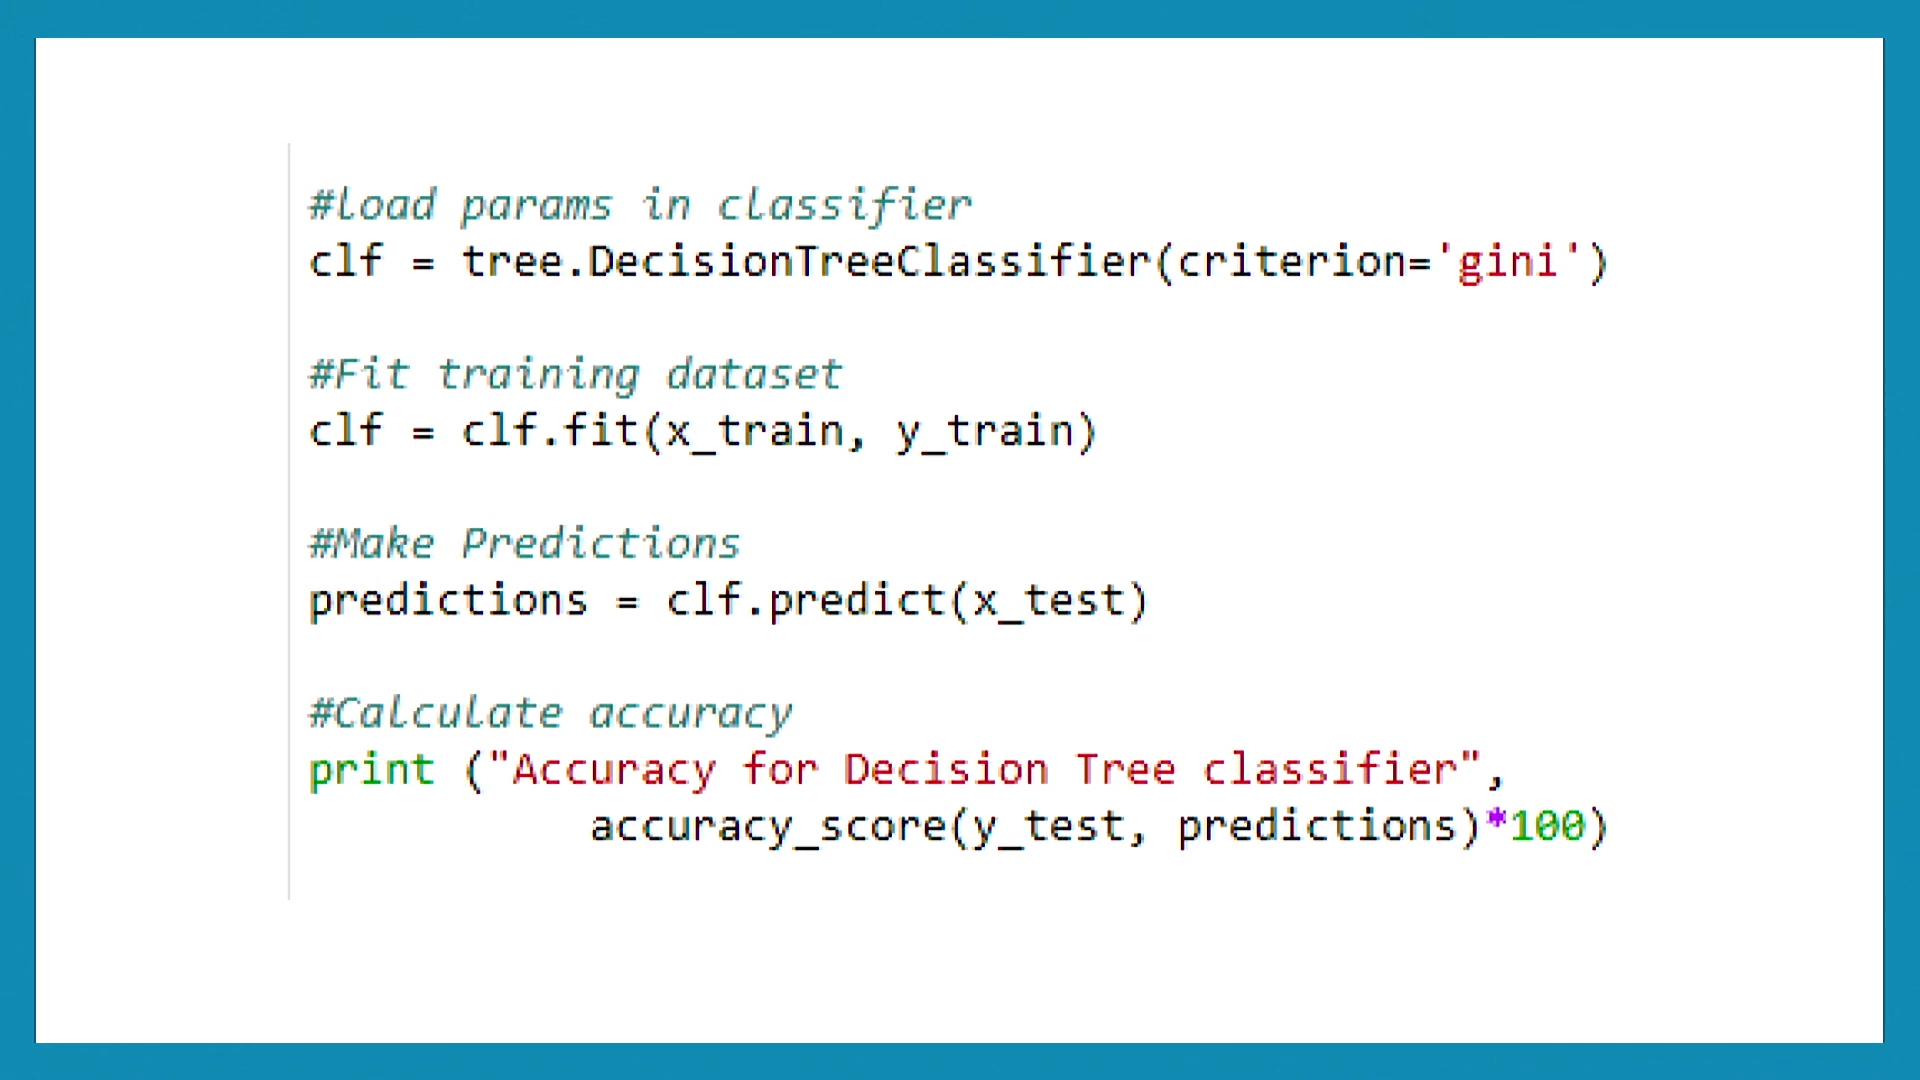 #load params in classifier
clf = tree.DecisionTreeClassifier(criterion='gini')
#Fit training dataset
clf = clf.fit(x_train, y_train)
#Make Predictions
predictions = clf.predict(x_test)
#Calculate accuracy
print ("Accuracy for Decision Tree classifier",
accuracy_score(y_test, predictions)*100)